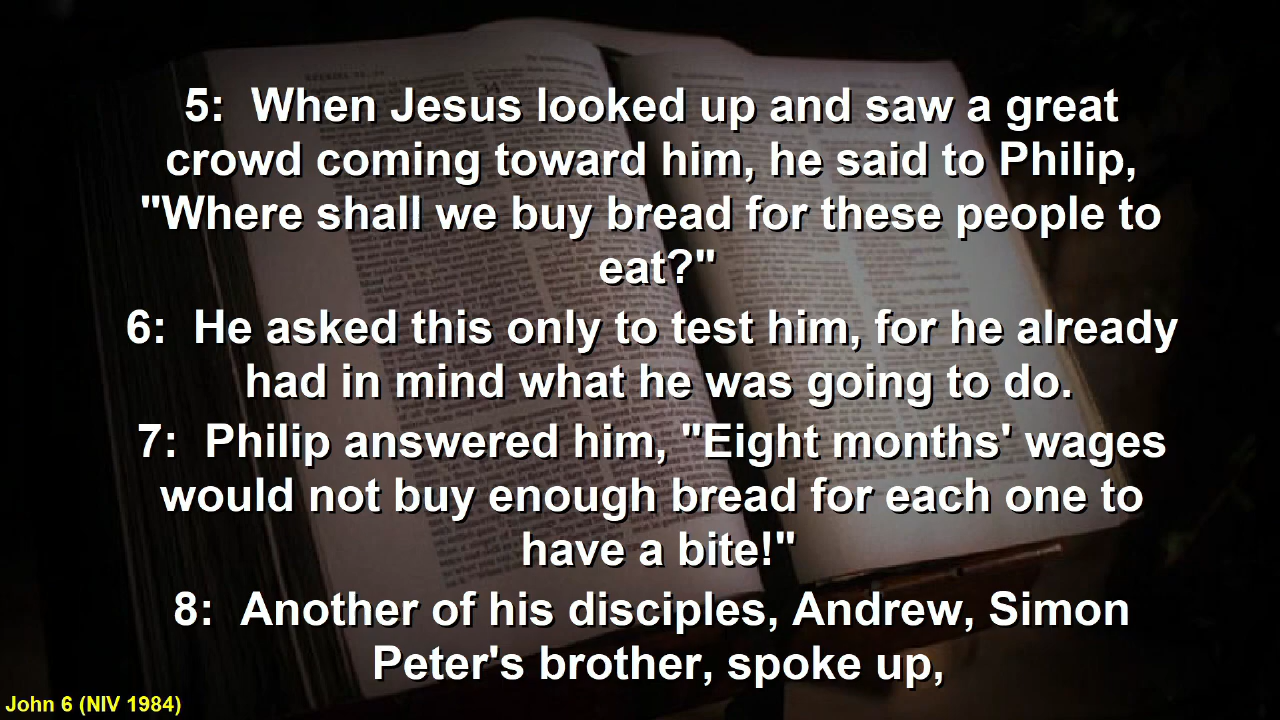 5:  When Jesus looked up and saw a great
crowd coming toward him, he said to Philip,
"Where shall we buy bread for these people to
eat?"
6:  He asked this only to test him, for he already
had in mind what he was going to do.
7:  Philip answered him, "Eight months' wages
would not buy enough bread for each one to
have a bite!"
8:  Another of his disciples, Andrew, Simon
Peter's brother, spoke up,
John 6 (NIV 1984)